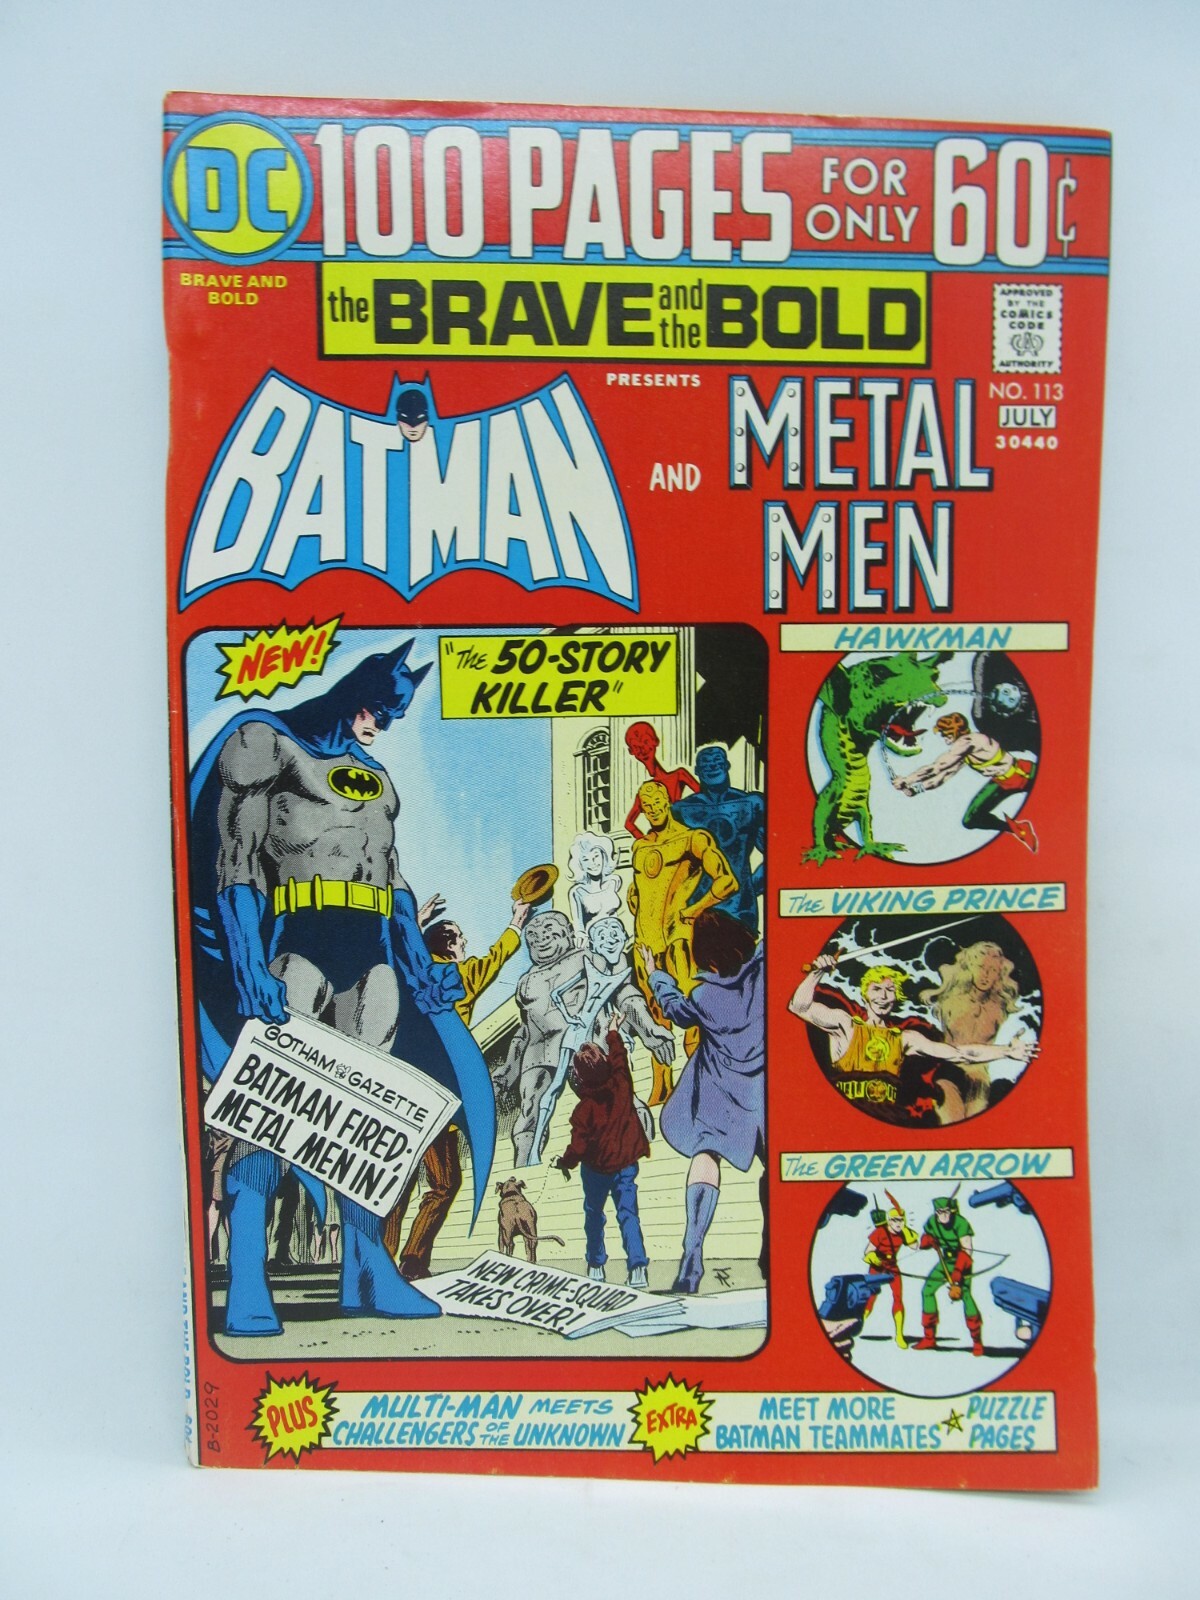 DC
100 PAGES FOR ONLY 60¢
BRAVE AND
BOLD
the BRAVE and the BOLD
APPROVED
BY THE
COMICS
CODE
CA
AUTHORITY
PRESENTS
NO. 113
JULY
30440
BATMAN
AND
METAL
MEN
NEW!
"The 50-STORY
KILLER"
GOTHAM GAZETTE
BATMAN FIRED;
METAL MEN IN!
NEW CRIME-SQUAD
TAKES OVER!
HAWKMAN
The VIKING PRINCE
The GREEN ARROW
PLUS
MULTI-MAN MEETS
CHALLENGERS OF THE UNKNOWN
EXTRA
MEET MORE
BATMAN TEAMMATES
PUZZLE
PAGES
B-2029